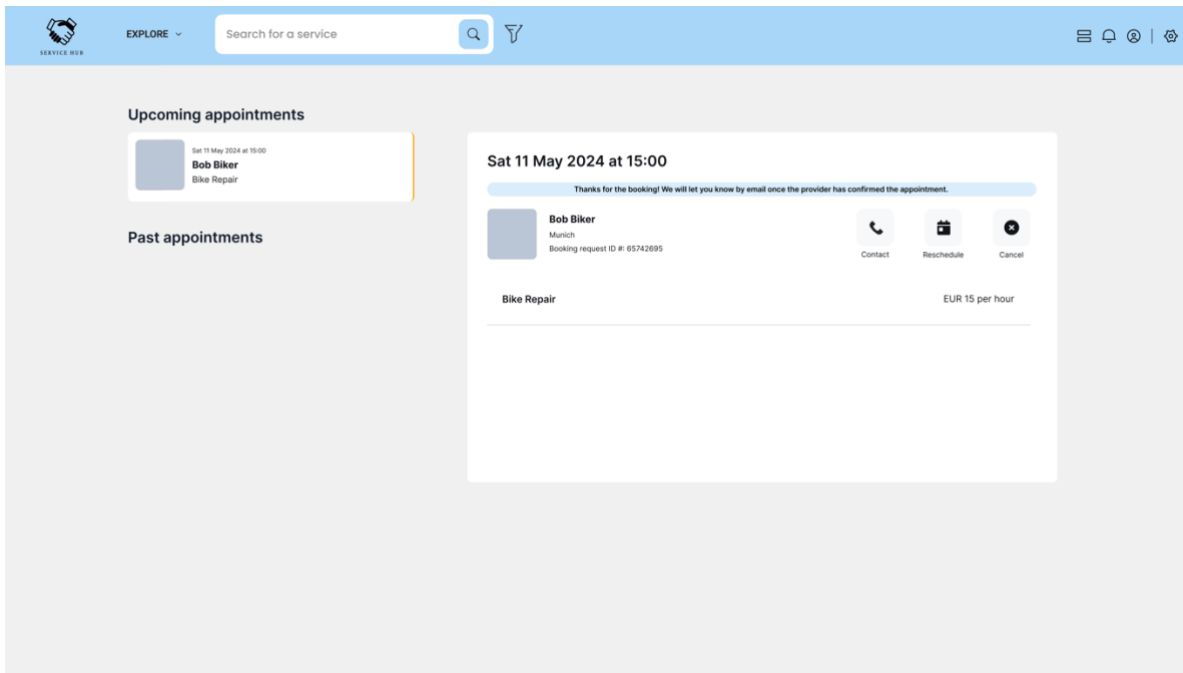 SERVICE HUB
EXPLORE
Search for a service
Upcoming appointments
Sat 11 May 2024 at 15:00
Bob Biker
Bike Repair
Past appointments
Sat 11 May 2024 at 15:00
Thanks for the booking! We will let you know by email once the provider has confirmed the appointment.
Bob Biker
Munich
Booking request ID #: 65742695
Contact
Reschedule
Cancel
Bike Repair
EUR 15 per hour